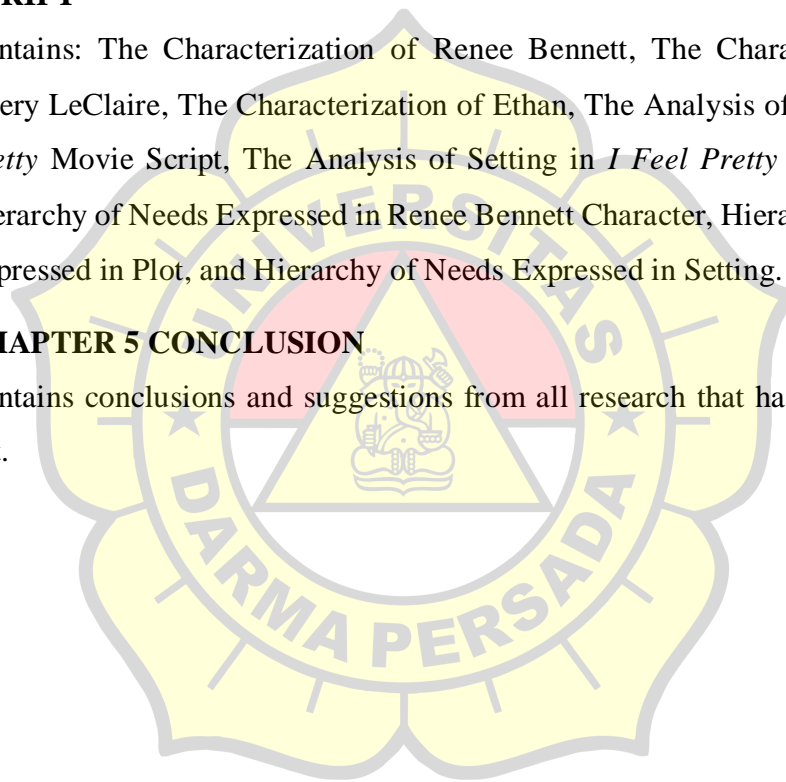 ntains: The Characterization of Renee Bennett, The Chara
ery LeClaire, The Characterization of Ethan, The Analysis of
etty Movie Script, The Analysis of Setting in I Feel Pretty
erarchy of Needs Expressed in Renee Bennett Character, Hiera
pressed in Plot, and Hierarchy of Needs Expressed in Setting.
HAPTER 5 CONCLUSION
ntains conclusions and suggestions from all research that ha
.
UNIVERSITAS
DARMA PERSADA